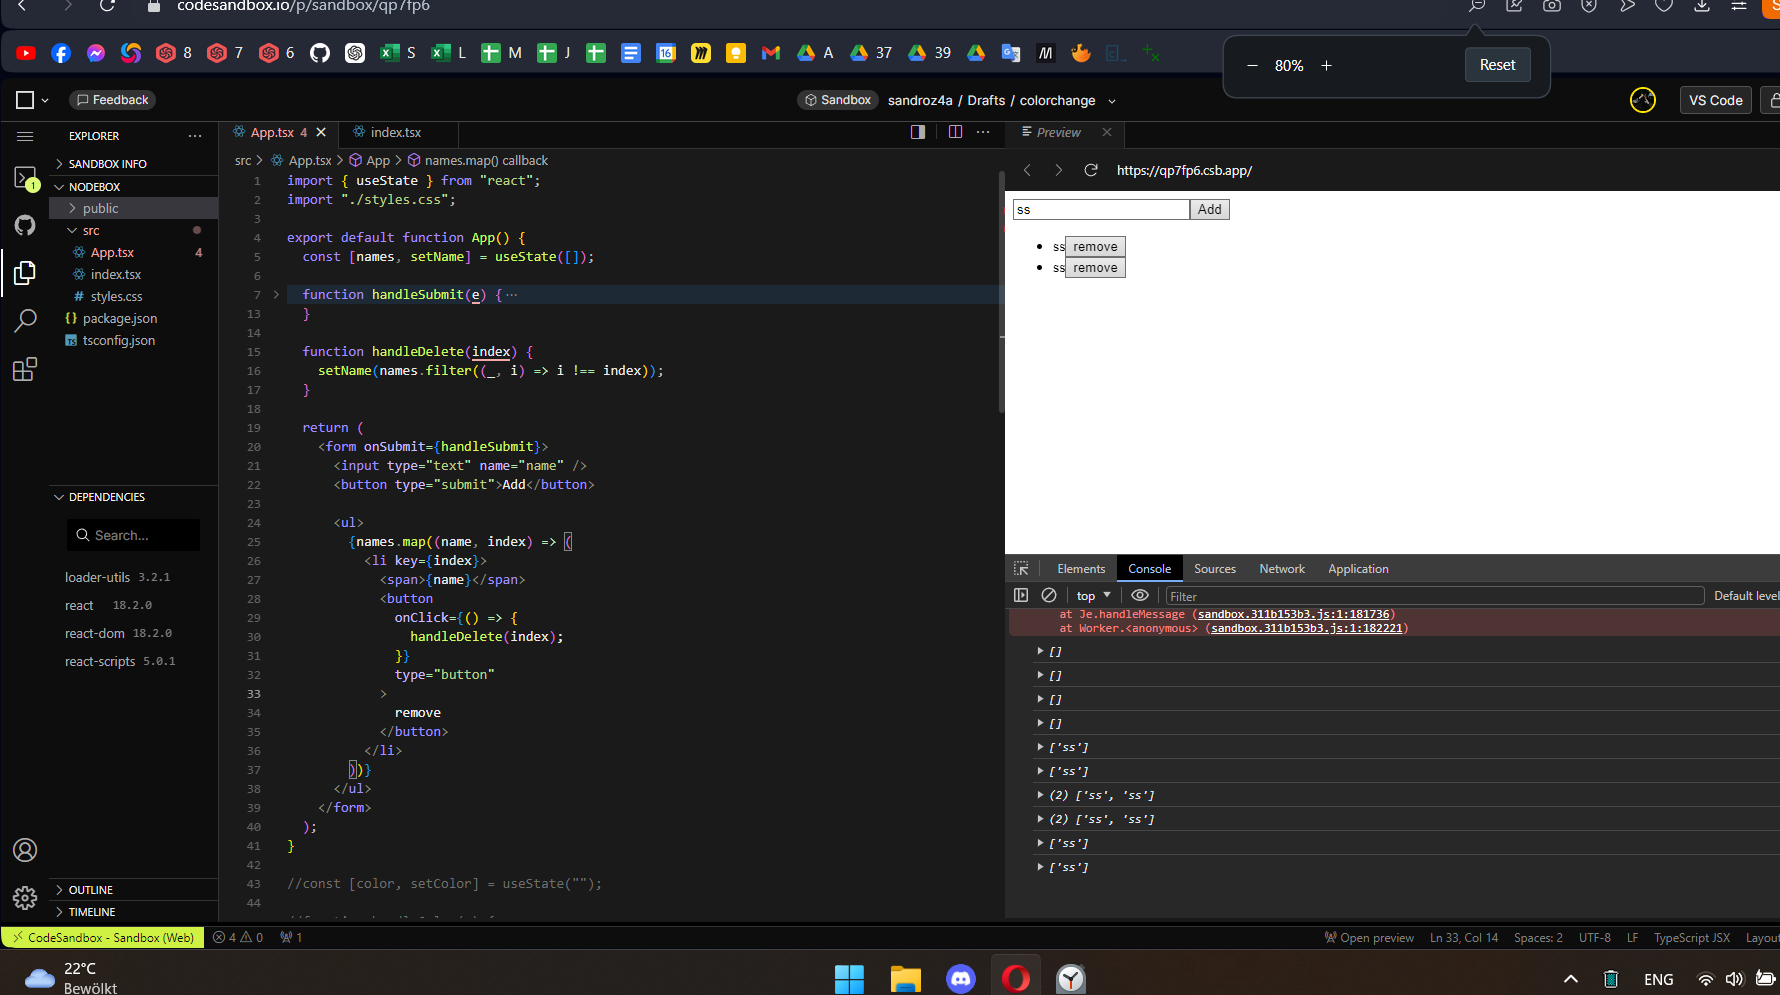 codesandbox.io/p/sandbox/qp7fp6
8 7 6 S L M J 16 A 37 39
80% Reset
Feedback
Sandbox sandroz4a / Drafts / colorchange
VS Code
EXPLORER
App.tsx 4
index.tsx
Preview
SANDBOX INFO
NODEBOX
public
src
App.tsx 4
index.tsx
# styles.css
{} package.json
TS tsconfig.json
1
DEPENDENCIES
Search...
loader-utils 3.2.1
react 18.2.0
react-dom 18.2.0
react-scripts 5.0.1
OUTLINE
TIMELINE
src > App.tsx > App > names.map() callback
1 import { useState } from "react";
2 import "./styles.css";
3
4 export default function App() {
5 const [names, setName] = useState([]);
6
7 function handleSubmit(e) { ···
13 }
14
15 function handleDelete(index) {
16 setName(names.filter((_, i) => i !== index));
17 }
18
19 return (
20 <form onSubmit={handleSubmit}>
21 <input type="text" name="name" />
22 <button type="submit">Add</button>
23
24 <ul>
25 {names.map((name, index) => (
26 <li key={index}>
27 <span>{name}</span>
28 <button
29 onClick={() => {
30 handleDelete(index);
31 }}
32 type="button"
33 >
34 remove
35 </button>
36 </li>
37 ))}
38 </ul>
39 </form>
40 );
41 }
42
43 //const [color, setColor] = useState("");
44
https://qp7fp6.csb.app/
ss Add
ss remove
ss remove
Elements Console Sources Network Application
top Filter Default level
at Je.handleMessage (sandbox.311b153b3.js:1:181736)
at Worker.<anonymous> (sandbox.311b153b3.js:1:182221)
[]
[]
[]
[]
['ss']
['ss']
(2) ['ss', 'ss']
(2) ['ss', 'ss']
['ss']
['ss']
CodeSandbox - Sandbox (Web) 4 0 1
Open preview Ln 33, Col 14 Spaces: 2 UTF-8 LF TypeScript JSX Layou
22°C
Bewölkt
ENG